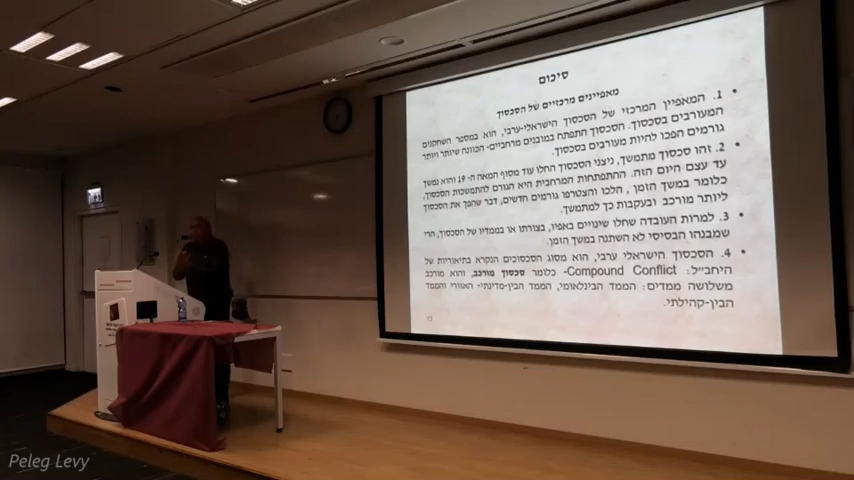 סיכום
מאפיינים מרכזיים של הסכסוך
• 1. המאפיין המרכזי של הסכסוך הישראלי-ערבי, הוא במספר השחקנים
המעורבים בסכסוך. הסכסוך התפתח במובנים מרחביים- הכוונה שיותר ויותר
גורמים הפכו להיות מעורבים בסכסוך.
• 2. זהו סכסוך מתמשך, ניצני הסכסוך החלו עוד מסוף המאה ה- 19 והוא נמשך
עד עצם היום הזה. ההתפתחות המרחבית היא הגורם להתמשכות הסכסוך,
כלומר במשך הזמן, הלכו והצטרפו גורמים חדשים, דבר שהפך את הסכסוך
ליותר מורכב ובעקבות כך למתמשך.
• 3. למרות העובדה שחלו שינויים באפיו, בצורתו או בממדיו של הסכסוך, הרי
שמבנהו הבסיסי לא השתנה במשך הזמן.
• 4. הסכסוך הישראלי ערבי, הוא מסוג הסכסוכים הנקרא בתיאוריות של
היחב"ל: Compound Conflict- כלומר סכסוך מורכב, והוא מורכב
משלושה ממדים: הממד הבינלאומי, הממד הבין-מדינתי- האזורי והממד
הבין-קהילתי.
13
Peleg Levy